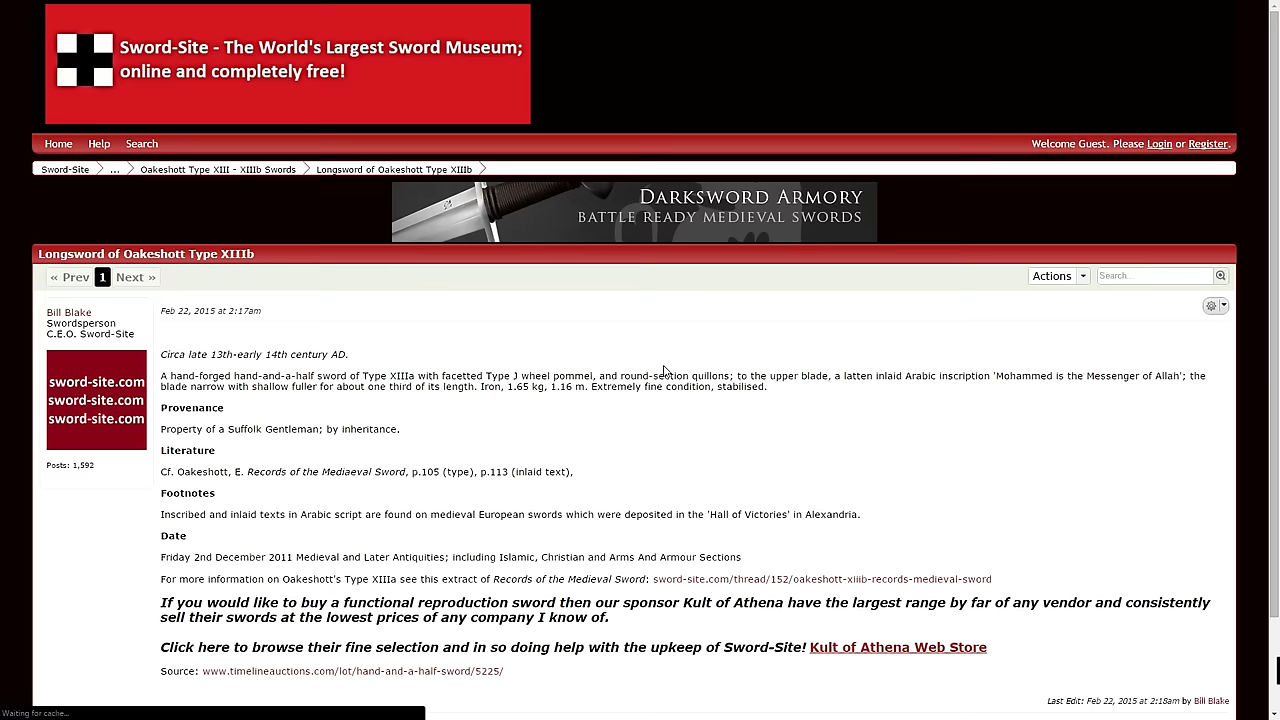 Sword-Site - The World's Largest Sword Museum;
online and completely free!
Home Help Search Welcome Guest. Please Login or Register.
Sword-Site ... Oakeshott Type XIII - XIIIb Swords Longsword of Oakeshott Type XIIIb
DARKSWORD ARMORY
BATTLE READY MEDIEVAL SWORDS
Longsword of Oakeshott Type XIIIb
« Prev 1 Next » Actions Search...
Bill Blake
Swordsperson
C.E.O. Sword-Site
sword-site.com
sword-site.com
sword-site.com
Posts: 1,592
Feb 22, 2015 at 2:17am
Circa late 13th-early 14th century AD.
A hand-forged hand-and-a-half sword of Type XIIIa with facetted Type J wheel pommel, and round-section quillons; to the upper blade, a latten inlaid Arabic inscription 'Mohammed is the Messenger of Allah'; the
blade narrow with shallow fuller for about one third of its length. Iron, 1.65 kg, 1.16 m. Extremely fine condition, stabilised.
Provenance
Property of a Suffolk Gentleman; by inheritance.
Literature
Cf. Oakeshott, E. Records of the Mediaeval Sword, p.105 (type), p.113 (inlaid text),
Footnotes
Inscribed and inlaid texts in Arabic script are found on medieval European swords which were deposited in the 'Hall of Victories' in Alexandria.
Date
Friday 2nd December 2011 Medieval and Later Antiquities; including Islamic, Christian and Arms And Armour Sections
For more information on Oakeshott's Type XIIIa see this extract of Records of the Medieval Sword: sword-site.com/thread/152/oakeshott-xiiib-records-medieval-sword
If you would like to buy a functional reproduction sword then our sponsor Kult of Athena have the largest range by far of any vendor and consistently
sell their swords at the lowest prices of any company I know of.
Click here to browse their fine selection and in so doing help with the upkeep of Sword-Site! Kult of Athena Web Store
Source: www.timelineauctions.com/lot/hand-and-a-half-sword/5225/
Last Edit: Feb 22, 2015 at 2:18am by Bill Blake
Waiting for cache...